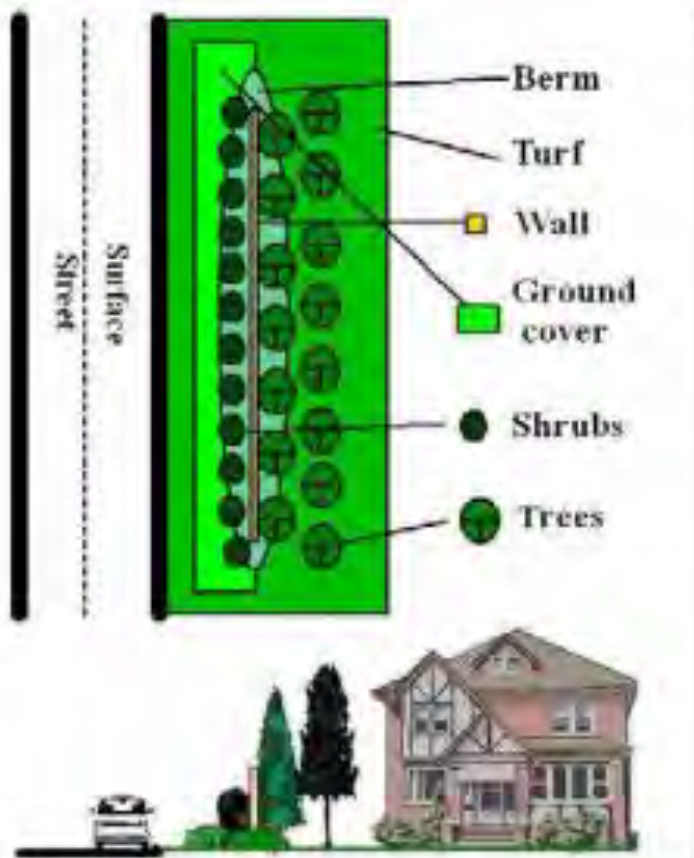 Berm
Turf
Wall
Ground
cover
Shrubs
Trees
Surface
Street